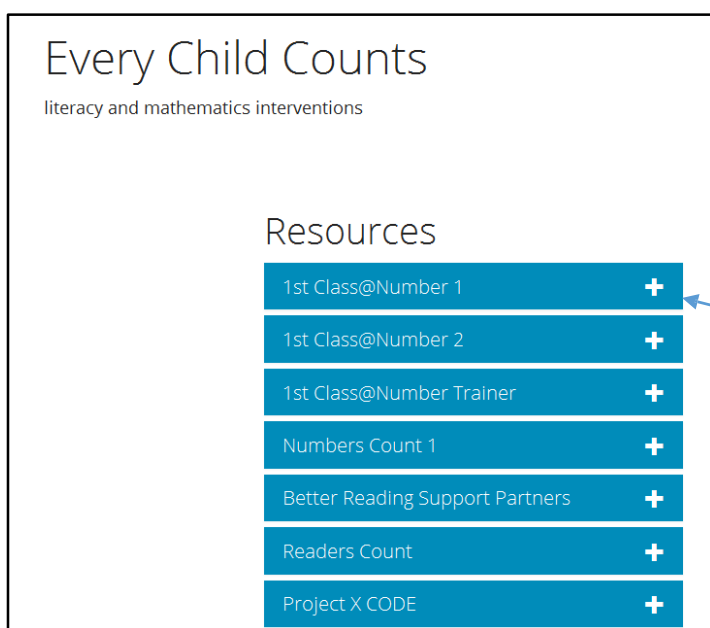 Every Child Counts
literacy and mathematics interventions
Resources
1st Class@Number 1
1st Class@Number 2
1st Class@Number Trainer
Numbers Count 1
Better Reading Support Partners
Readers Count
Project X CODE